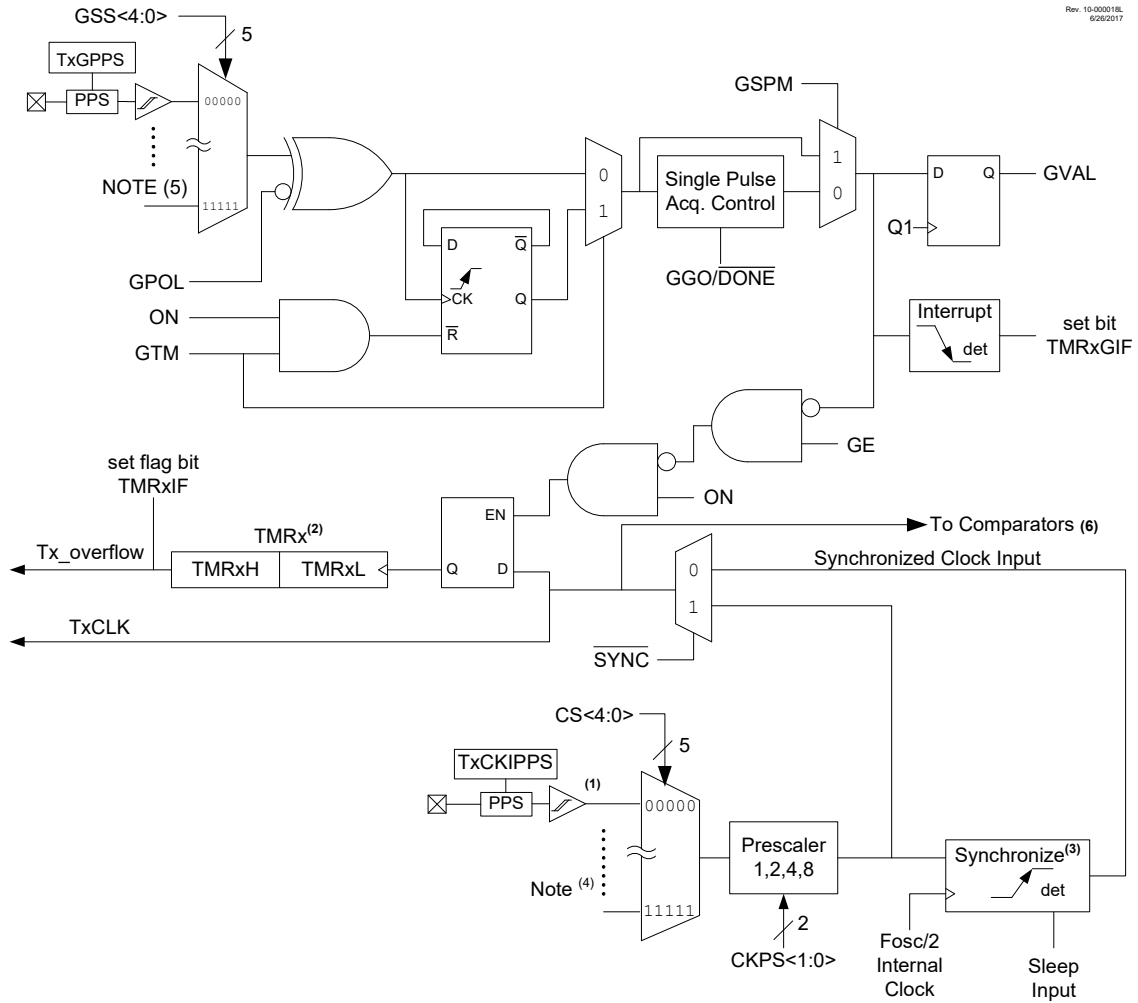 Rev. 10-000018L
6/26/2017
GSS<4:0>
5
TxGPPS
PPS
00000
NOTE (5)
11111
GPOL
ON
GTM
D
Q
CK
Q
R
0
1
Single Pulse
Acq. Control
GGO/DONE
GSPM
1
0
D
Q
Q1
GVAL
Interrupt
det
set bit
TMRxGIF
GE
ON
set flag bit
TMRxIF
Tx_overflow
TMRx(2)
TMRxH
TMRxL
EN
Q
D
TxCLK
To Comparators (6)
0
1
Synchronized Clock Input
SYNC
CS<4:0>
5
TxCKIPPS
PPS
(1)
00000
Note (4)
11111
Prescaler
1,2,4,8
2
CKPS<1:0>
Synchronize(3)
det
Fosc/2
Internal
Clock
Sleep
Input